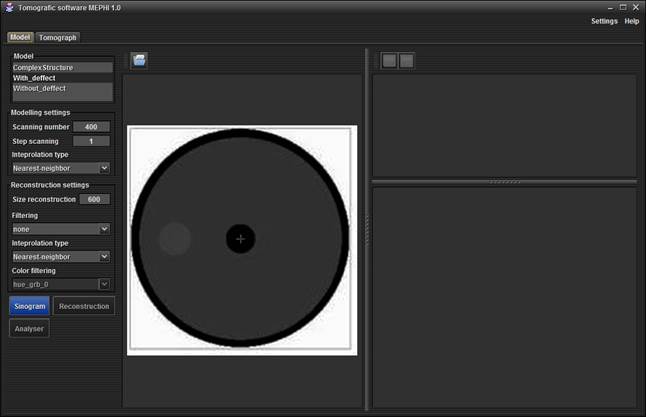 Tomografic software MEPHI 1.0
Settings Help
Model Tomograph
Model
ComplexStructure
With_deffect
Without_deffect
Modelling settings
Scanning number 400
Step scanning 1
Inteprolation type
Nearest-neighbor
Reconstruction settings
Size reconstruction 600
Filtering
none
Inteprolation type
Nearest-neighbor
Color filtering
hue_grb_0
Sinogram Reconstruction
Analyser